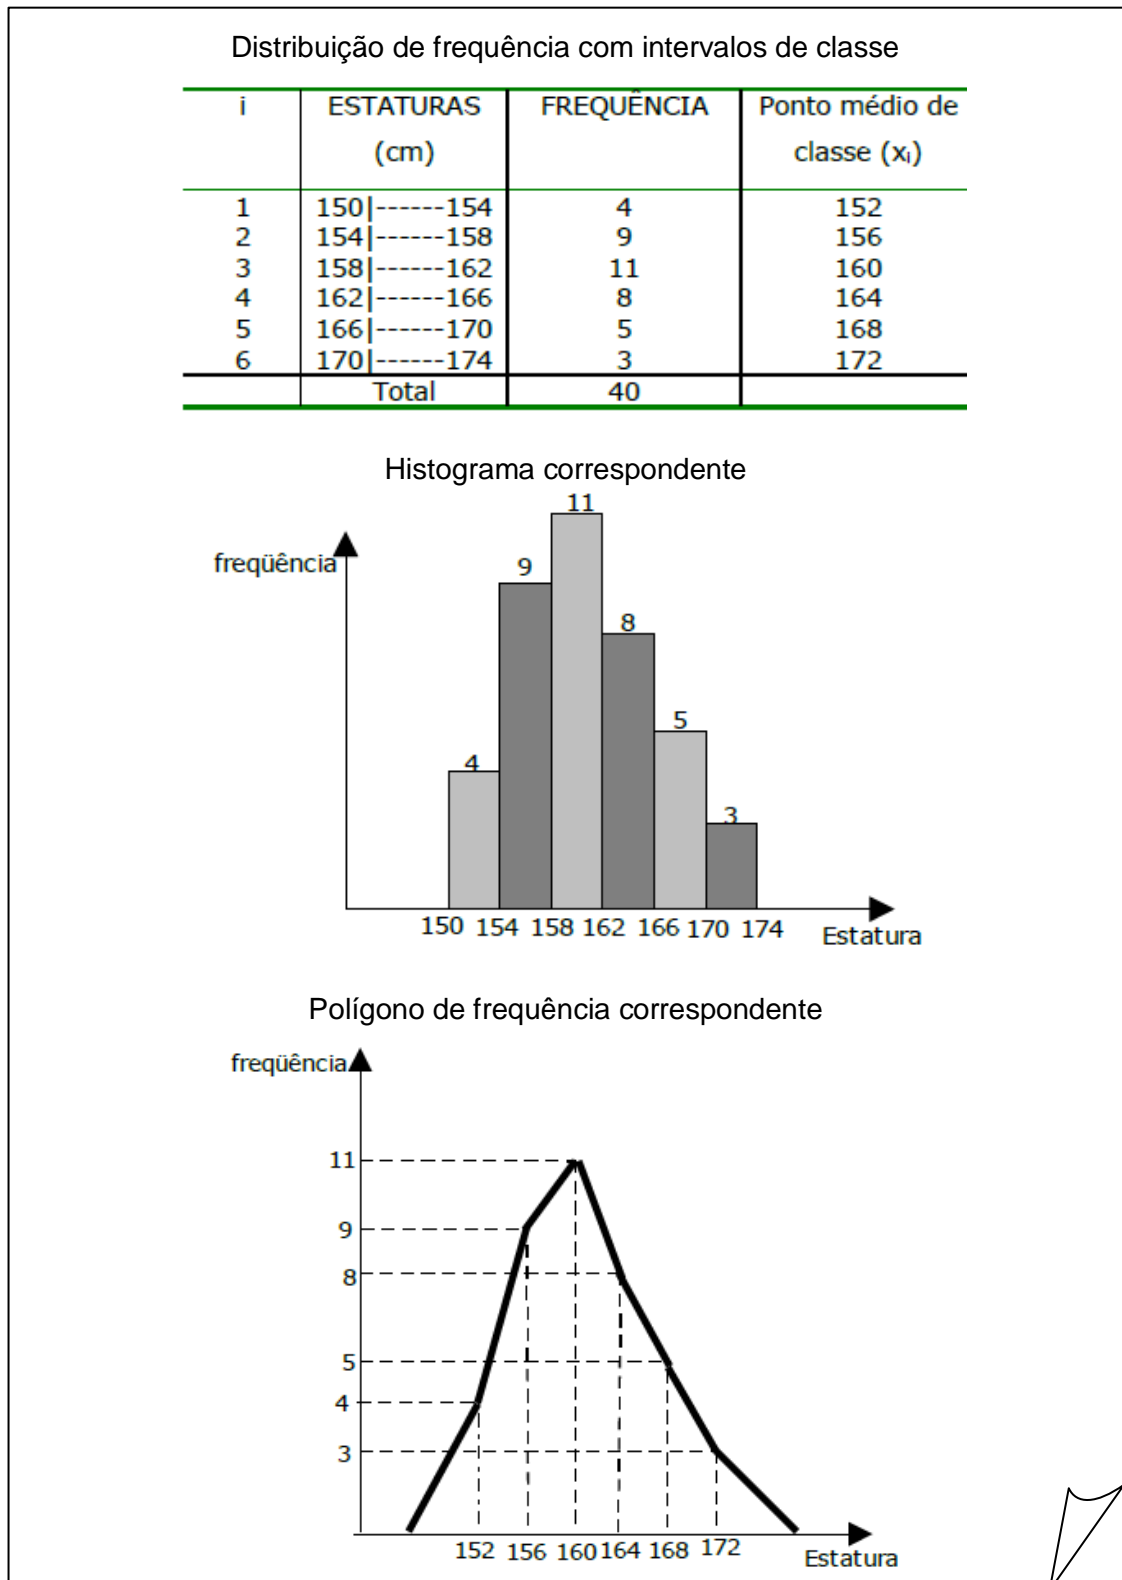 Distribuição de frequência com intervalos de classe
i ESTATURAS FREQUÊNCIA Ponto médio de
(cm) classe (xᵢ)
1 150|------154 4 152
2 154|------158 9 156
3 158|------162 11 160
4 162|------166 8 164
5 166|------170 5 168
6 170|------174 3 172
Total 40
Histograma correspondente
11
freqüência
9
8
5
4
3
150 154 158 162 166 170 174
Estatura
Polígono de frequência correspondente
freqüência
11
9
8
5
4
3
152 156 160 164 168 172
Estatura